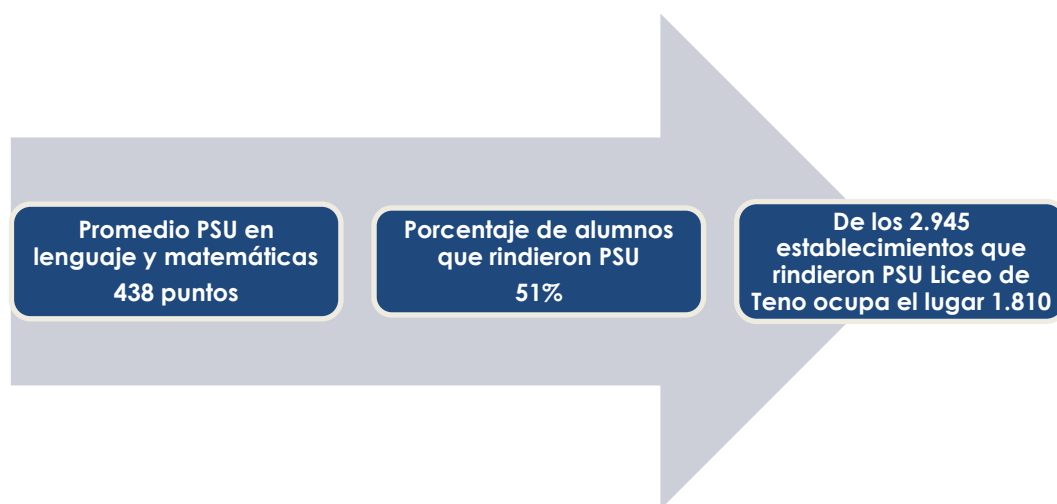 Promedio PSU en
lenguaje y matemáticas
438 puntos
Porcentaje de alumnos
que rindieron PSU
51%
De los 2.945
establecimientos que
rindieron PSU Liceo de
Teno ocupa el lugar 1.810